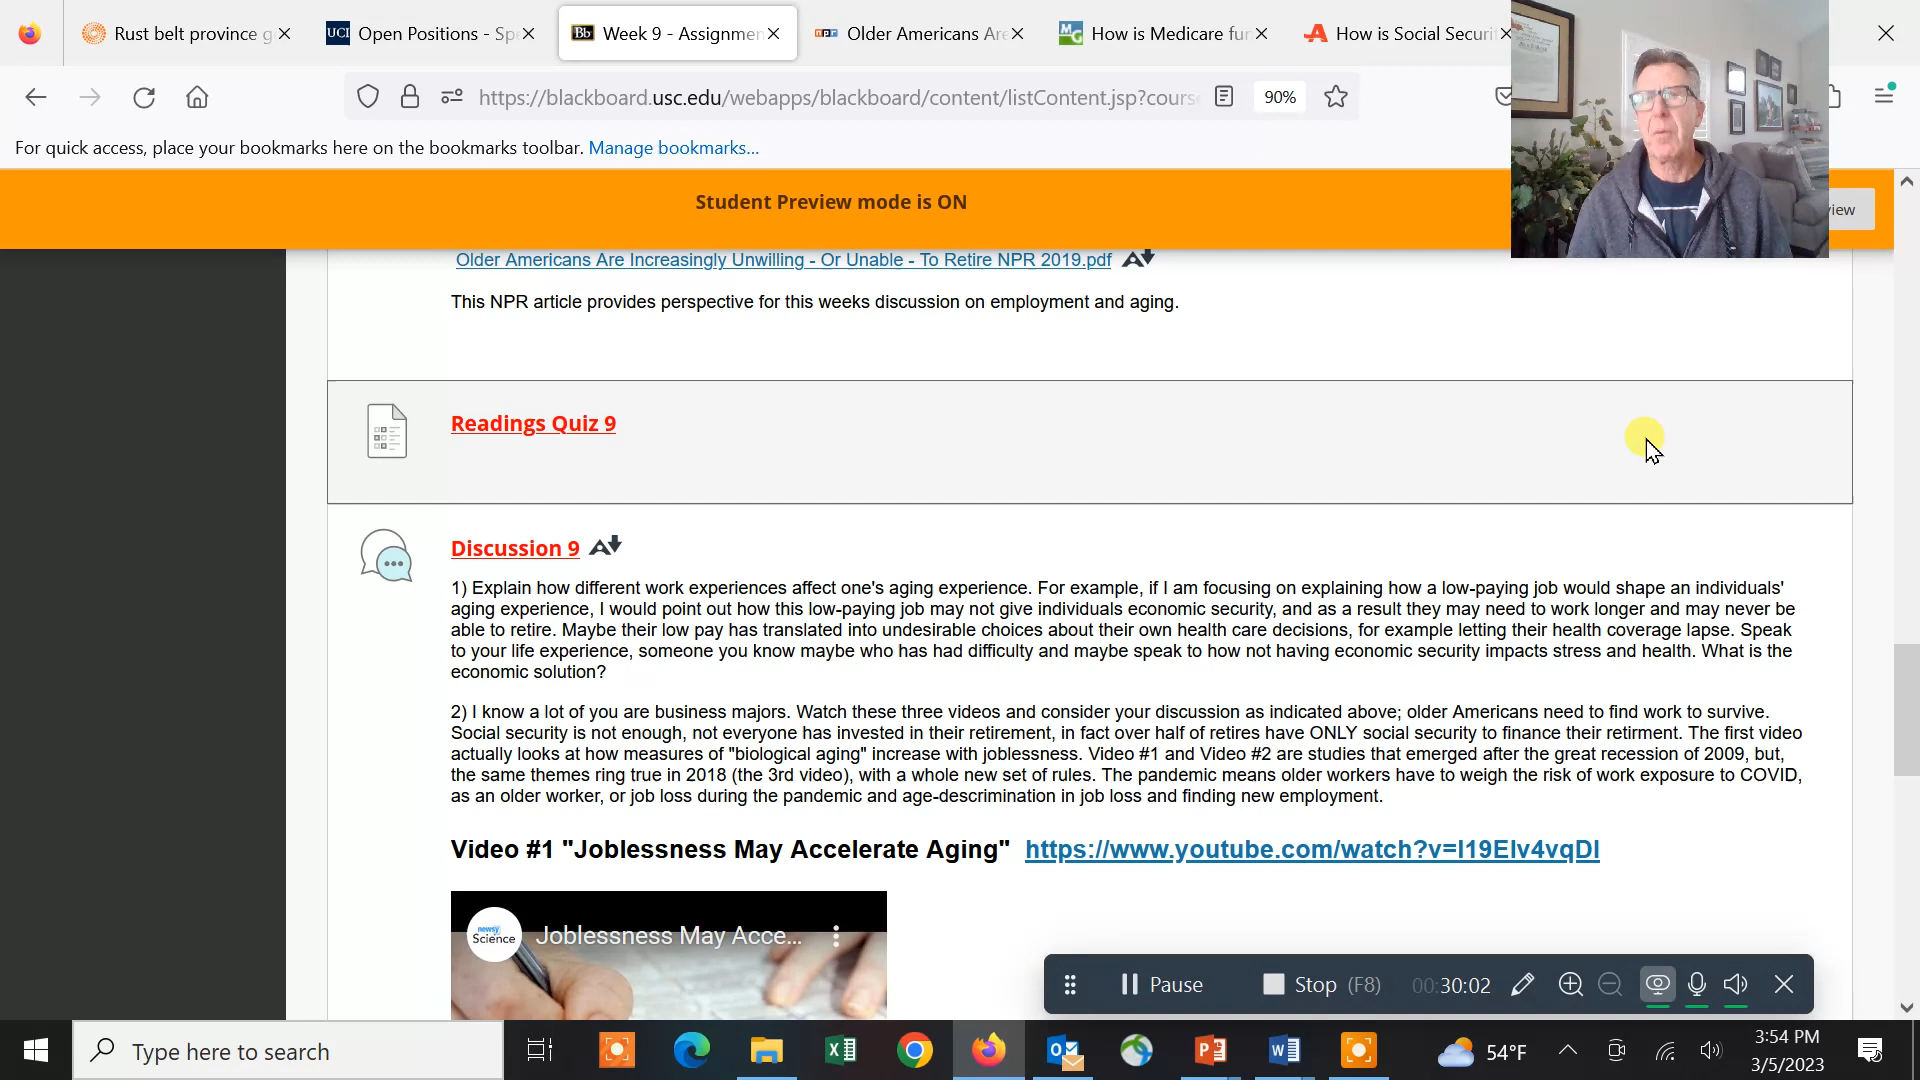 Rust belt province g
UCI Open Positions - Sp
Bb Week 9 - Assignmen
npr Older Americans Are
MG How is Medicare fun
How is Social Securit
https://blackboard.usc.edu/webapps/blackboard/content/listContent.jsp?cours
90%
For quick access, place your bookmarks here on the bookmarks toolbar. Manage bookmarks...
Student Preview mode is ON
iew
Older Americans Are Increasingly Unwilling - Or Unable - To Retire NPR 2019.pdf
This NPR article provides perspective for this weeks discussion on employment and aging.
Readings Quiz 9
Discussion 9
1) Explain how different work experiences affect one's aging experience. For example, if I am focusing on explaining how a low-paying job would shape an individuals'
aging experience, I would point out how this low-paying job may not give individuals economic security, and as a result they may need to work longer and may never be
able to retire. Maybe their low pay has translated into undesirable choices about their own health care decisions, for example letting their health coverage lapse. Speak
to your life experience, someone you know maybe who has had difficulty and maybe speak to how not having economic security impacts stress and health. What is the
economic solution?
2) I know a lot of you are business majors. Watch these three videos and consider your discussion as indicated above; older Americans need to find work to survive.
Social security is not enough, not everyone has invested in their retirement, in fact over half of retires have ONLY social security to finance their retirment. The first video
actually looks at how measures of "biological aging" increase with joblessness. Video #1 and Video #2 are studies that emerged after the great recession of 2009, but,
the same themes ring true in 2018 (the 3rd video), with a whole new set of rules. The pandemic means older workers have to weigh the risk of work exposure to COVID,
as an older worker, or job loss during the pandemic and age-descrimination in job loss and finding new employment.
Video #1 "Joblessness May Accelerate Aging" https://www.youtube.com/watch?v=I19EIv4vqDI
newsy Science
Joblessness May Acce...
Pause
Stop (F8)
00:30:02
Type here to search
54°F
3:54 PM
3/5/2023